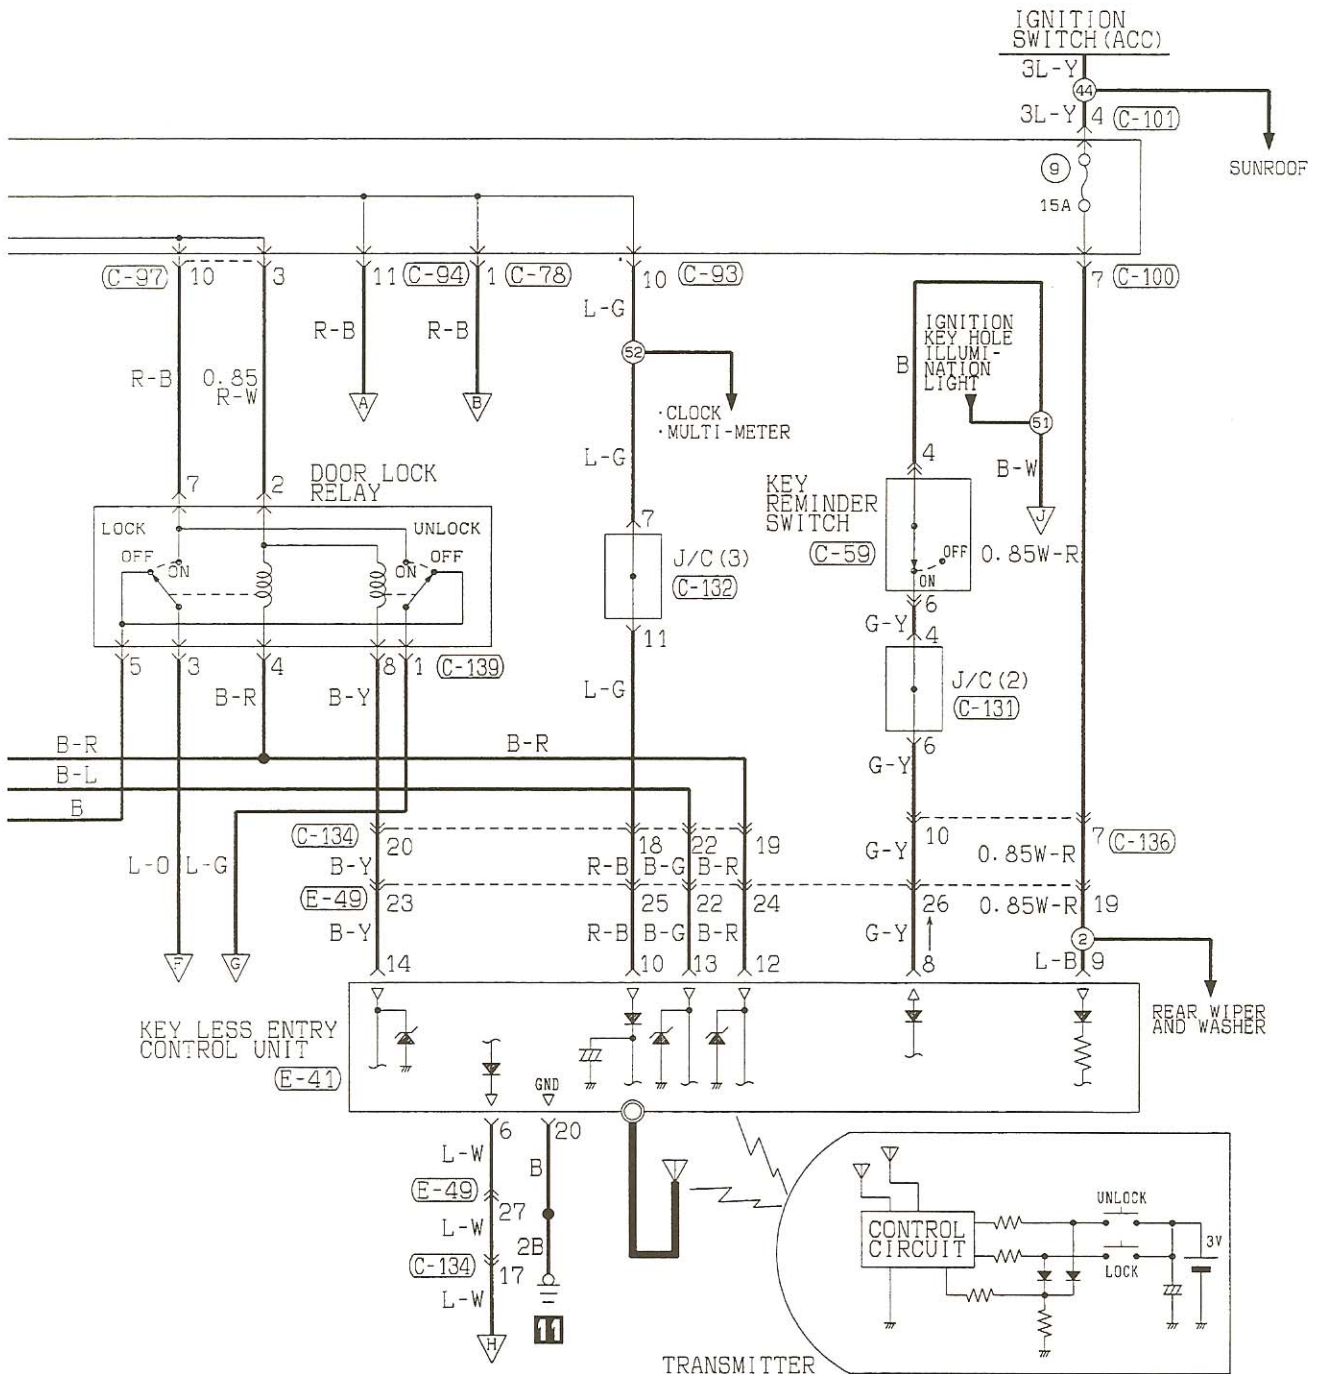 IGNITION
SWITCH(ACC)
3L-Y
44
3L-Y 4 C-101
SUNROOF
9
15A
C-97 10 3 11 C-94 1 C-78 10 C-93 7 C-100
L-G
R-B R-B
52
IGNITION
KEY HOLE
ILLUMI-
NATION
LIGHT
B
R-B 0.85
R-W
A B
·CLOCK
·MULTI-METER
51
L-G
4 B-W
7 2 DOOR LOCK
RELAY
KEY
REMINDER
SWITCH
C-59
J
7
LOCK UNLOCK
OFF ON ON OFF
J/C(3)
C-132
OFF
ON
0.85W-R
6
G-Y
4
11
5 3 4 8 1 C-139
J/C(2)
C-131
B-R B-Y L-G
6
B-R B-R
G-Y
B-L
B
C-134 20 18 22 19 10 7 C-136
L-O L-G B-Y R-B B-G B-R G-Y 0.85W-R
E-49 23 25 22 24 26 0.85W-R 19
B-Y R-B B-G B-R G-Y
2
L-B
F G 14 10 13 12 8 9
REAR WIPER
AND WASHER
KEY LESS ENTRY
CONTROL UNIT
E-41
GND
6 20
L-W
B
E-49
27
L-W
2B
C-134
17
L-W
11
H
UNLOCK
CONTROL
CIRCUIT
3V
LOCK
TRANSMITTER